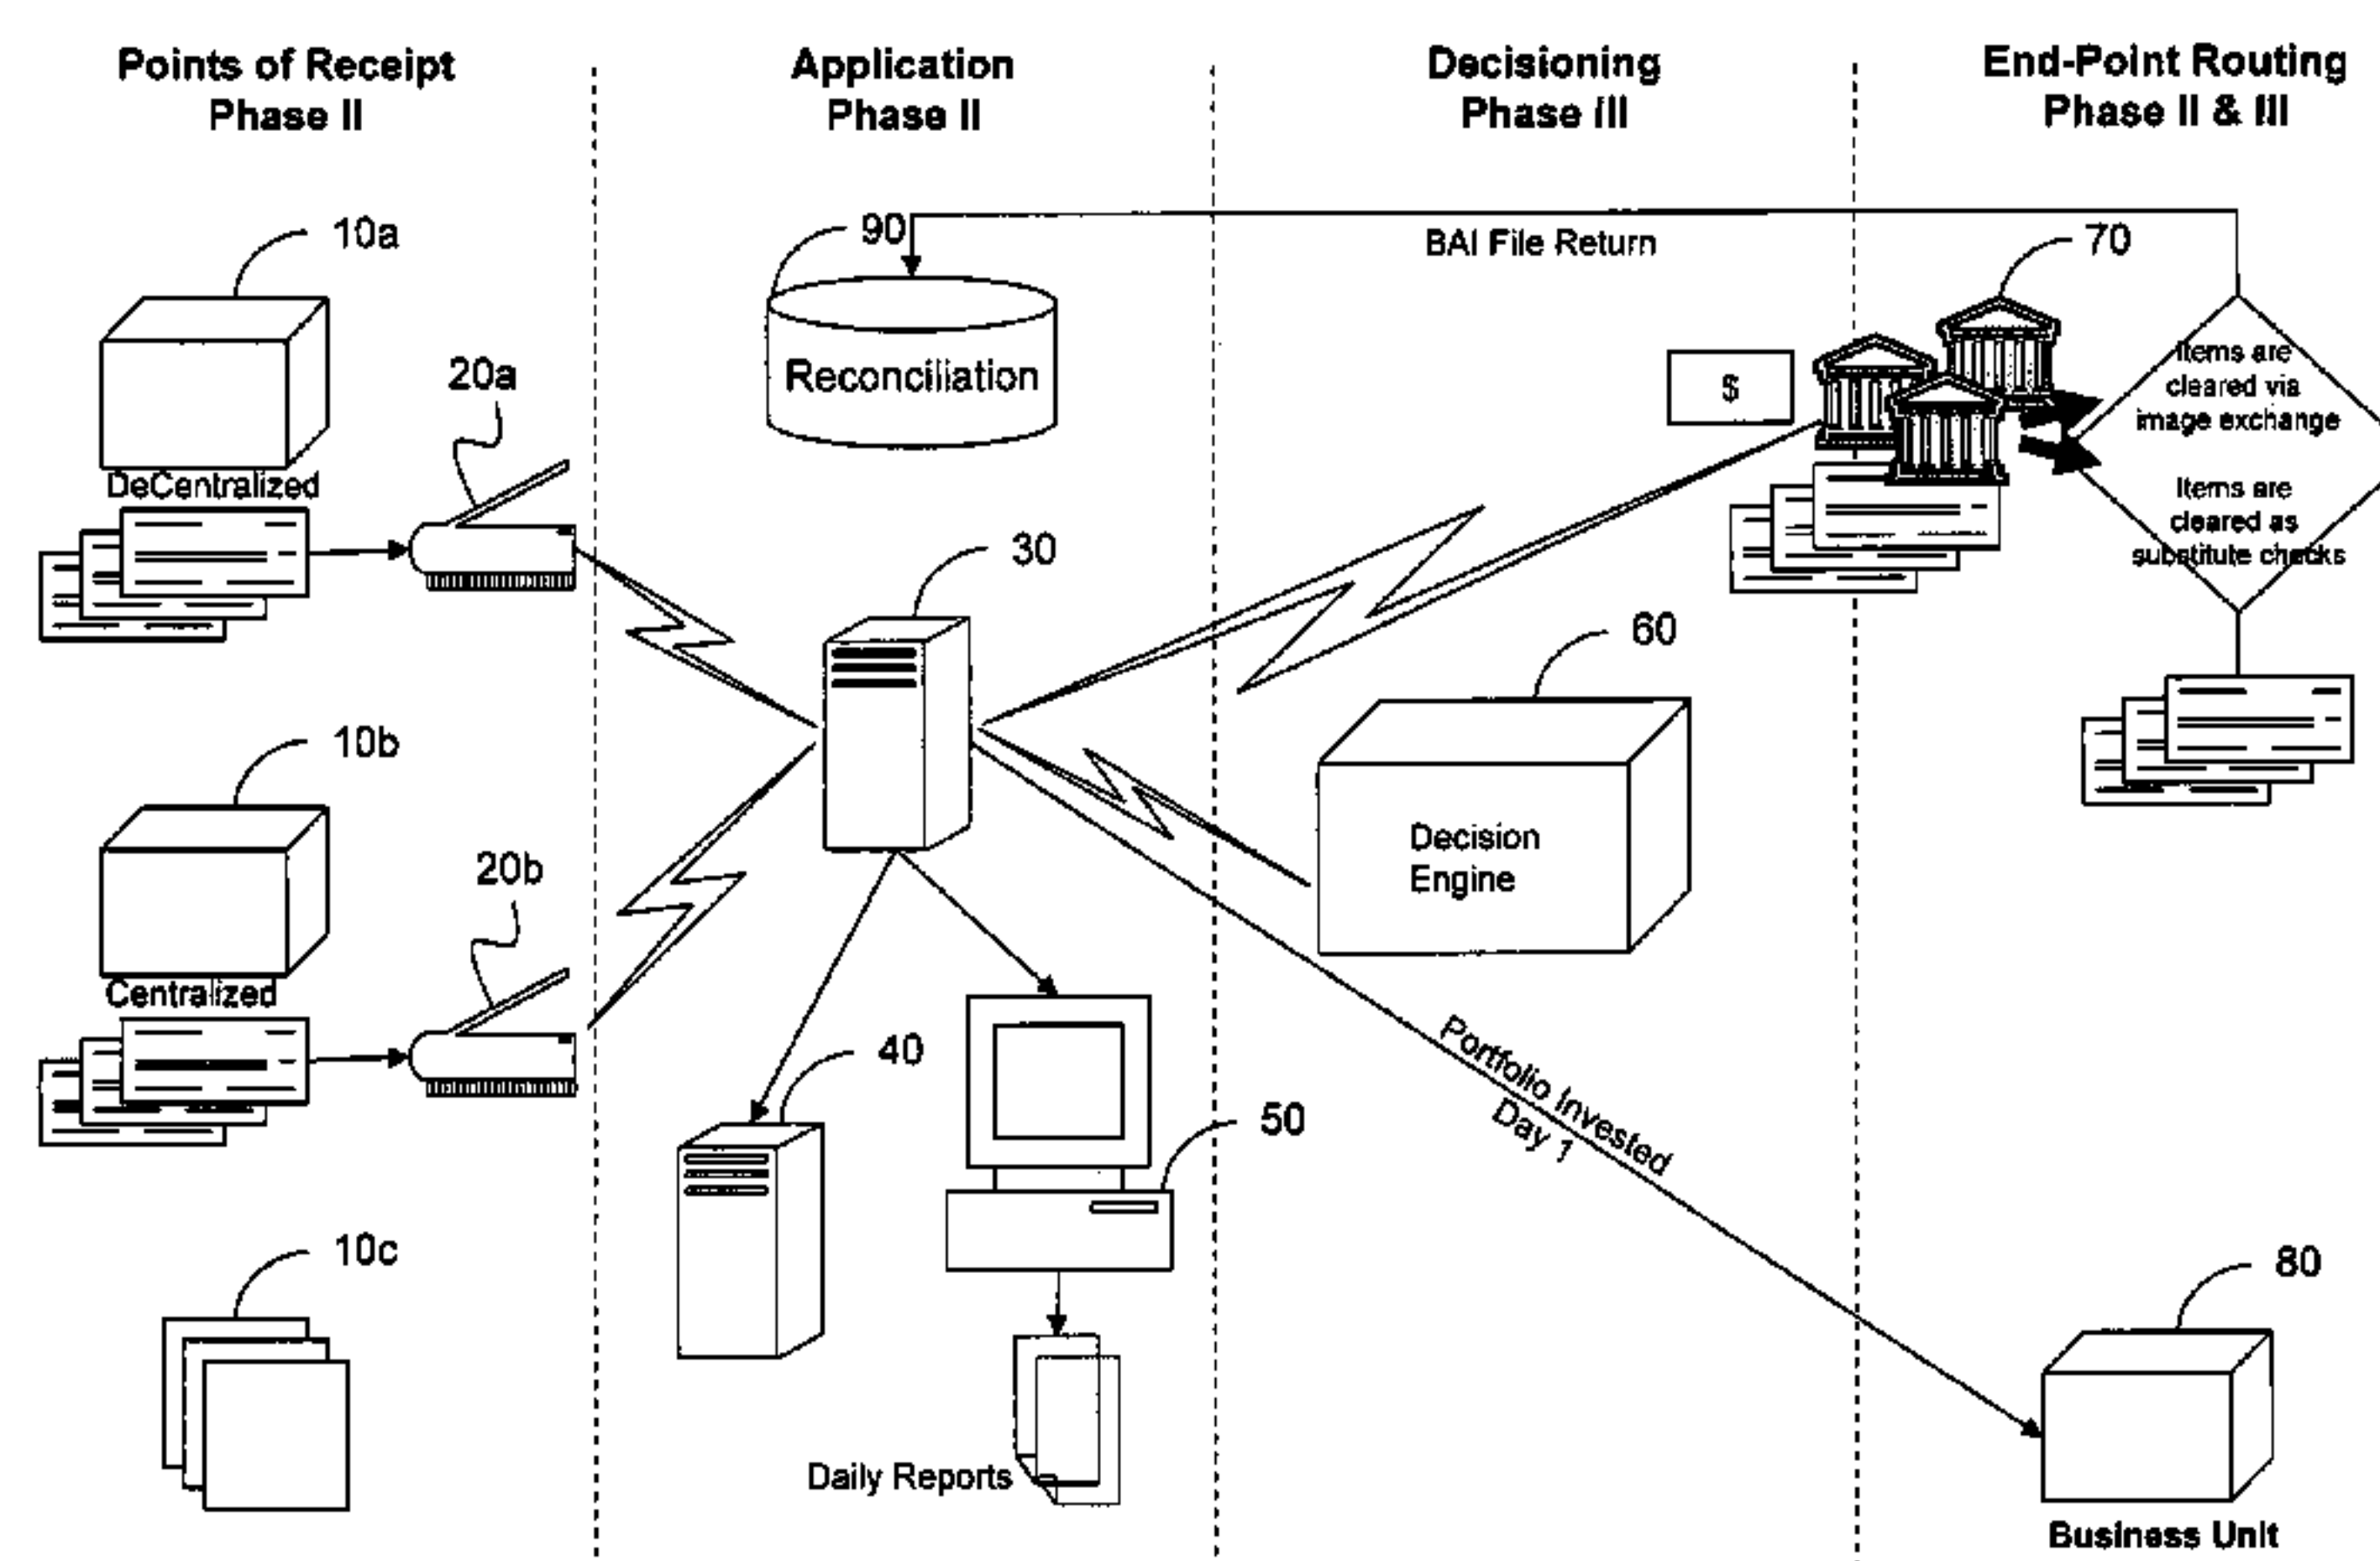 Points of Receipt
Phase II
Application
Phase II
Decisioning
Phase III
End-Point Routing
Phase II & III
10a
DeCentralized
20a
90
Reconciliation
BAI File Return
70
$
Items are
cleared via
image exchange
Items are
cleared as
substitute checks
30
60
Decision
Engine
10b
Centralized
20b
40
50
Portfolio Invested
Day 1
10c
Daily Reports
80
Business Unit